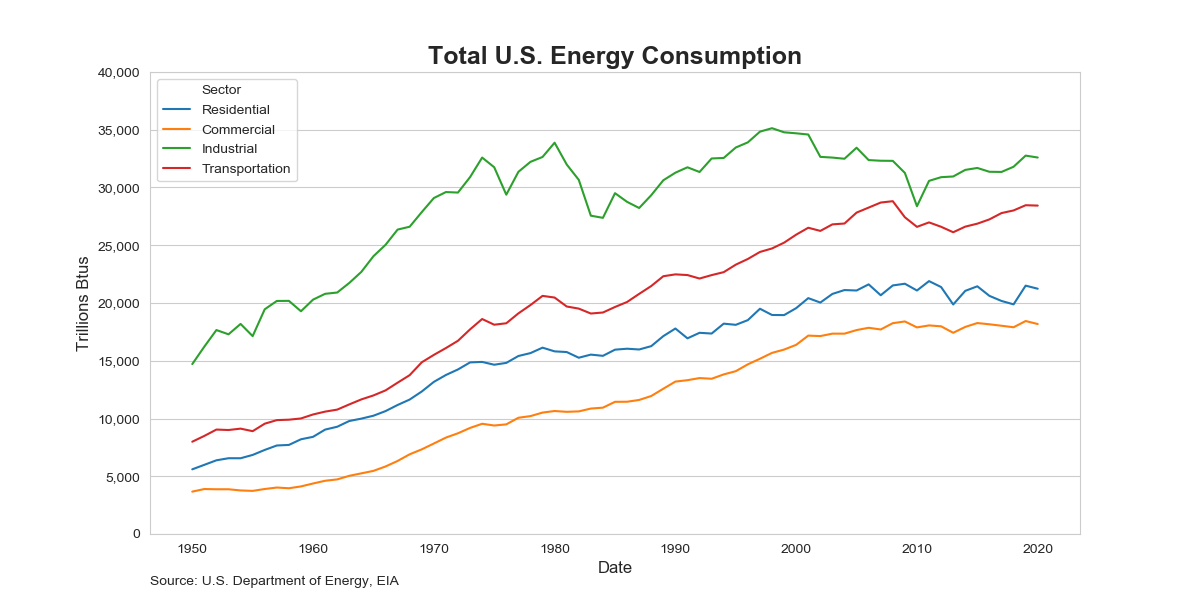 Total U.S. Energy Consumption
40,000
35,000
30,000
25,000
20,000
15,000
10,000
5,000
0
Trillions Btus
Sector
Residential
Commercial
Industrial
Transportation
1950 1960 1970 1980 1990 2000 2010 2020
Date
Source: U.S. Department of Energy, EIA